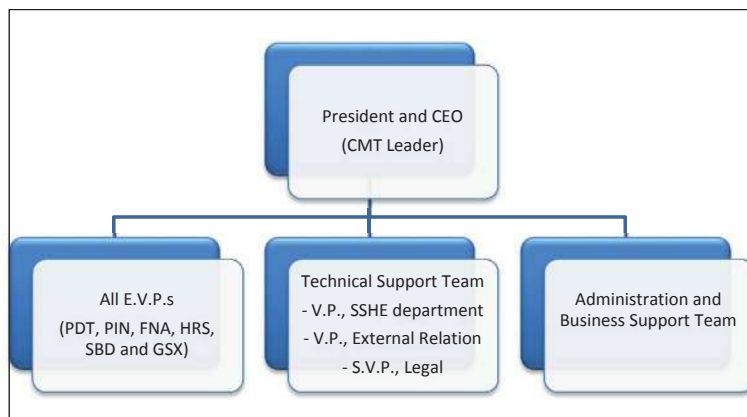 President and CEO
(CMT Leader)
All E.V.P.s
(PDT, PIN, FNA, HRS,
SBD and GSX)
Technical Support Team
- V.P., SSHE department
- V.P., External Relation
- S.V.P., Legal
Administration and
Business Support Team